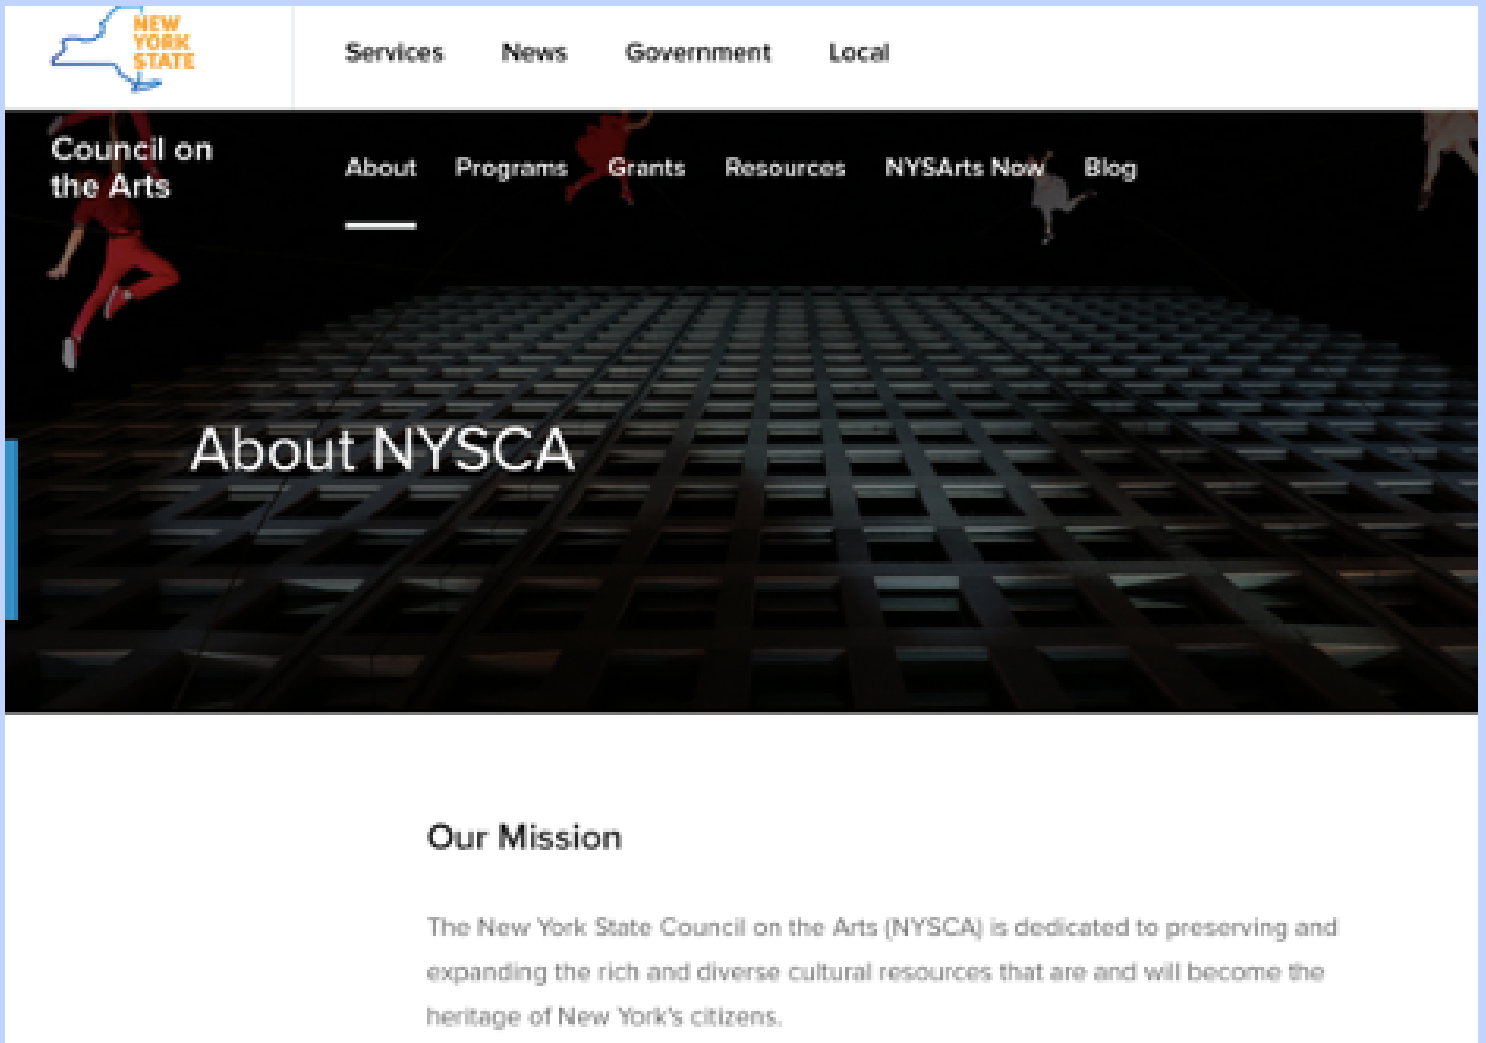 NEW
YORK
STATE
Services News Government Local
Council on
the Arts
About Programs Grants Resources NYSArts Now Blog
About NYSCA
Our Mission
The New York State Council on the Arts (NYSCA) is dedicated to preserving and
expanding the rich and diverse cultural resources that are and will become the
heritage of New York's citizens.